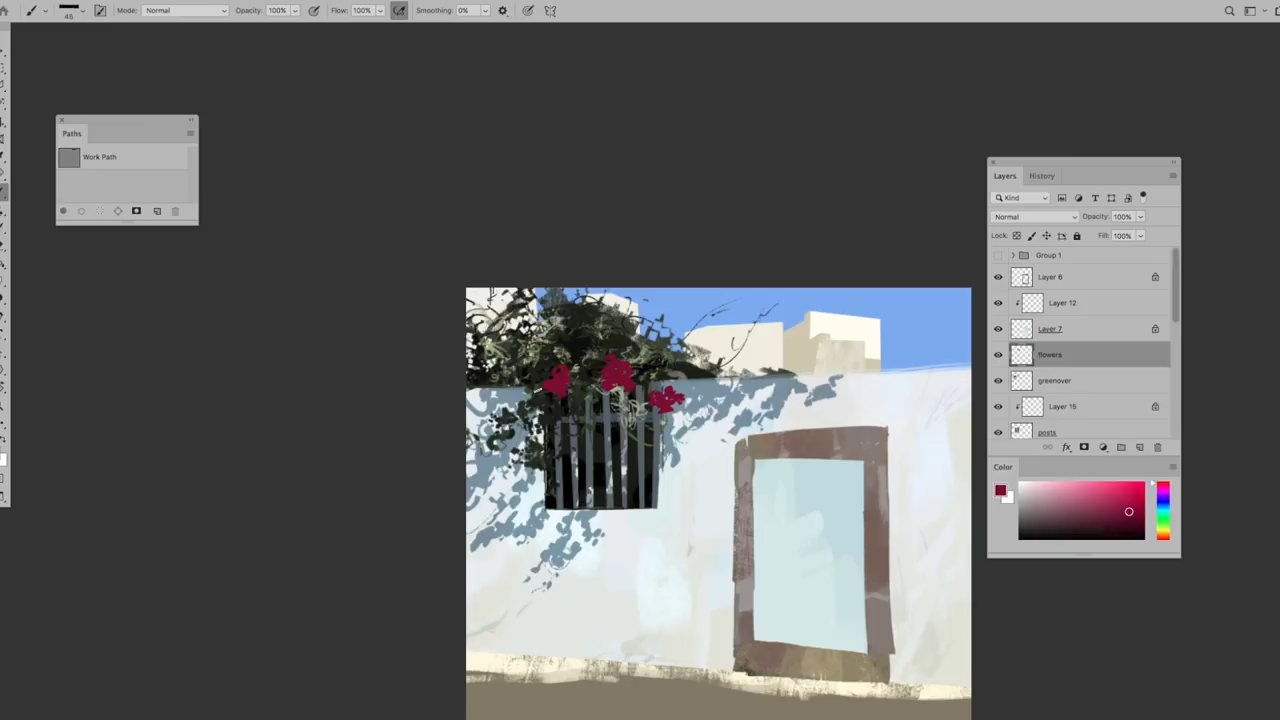 Mode: Normal Opacity: 100% Flow: 100% Smoothing: 0%
45
Paths
Work Path
Layers History
Kind
Normal Opacity: 100%
Lock: Fill: 100%
Group 1
Layer 6
Layer 12
Layer 7
flowers
greenover
Layer 15
posts
Color